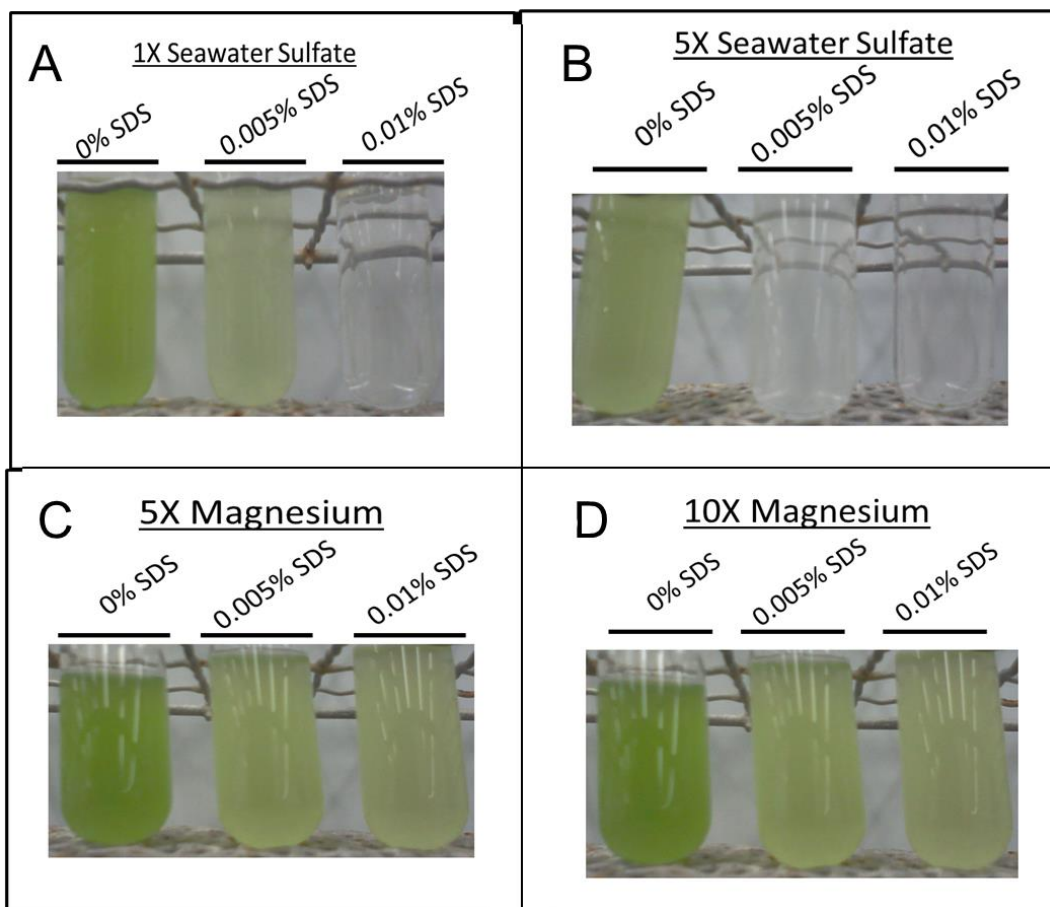 A
1X Seawater Sulfate
0% SDS
0.005% SDS
0.01% SDS
B
5X Seawater Sulfate
0% SDS
0.005% SDS
0.01% SDS
C
5X Magnesium
0% SDS
0.005% SDS
0.01% SDS
D
10X Magnesium
0% SDS
0.005% SDS
0.01% SDS